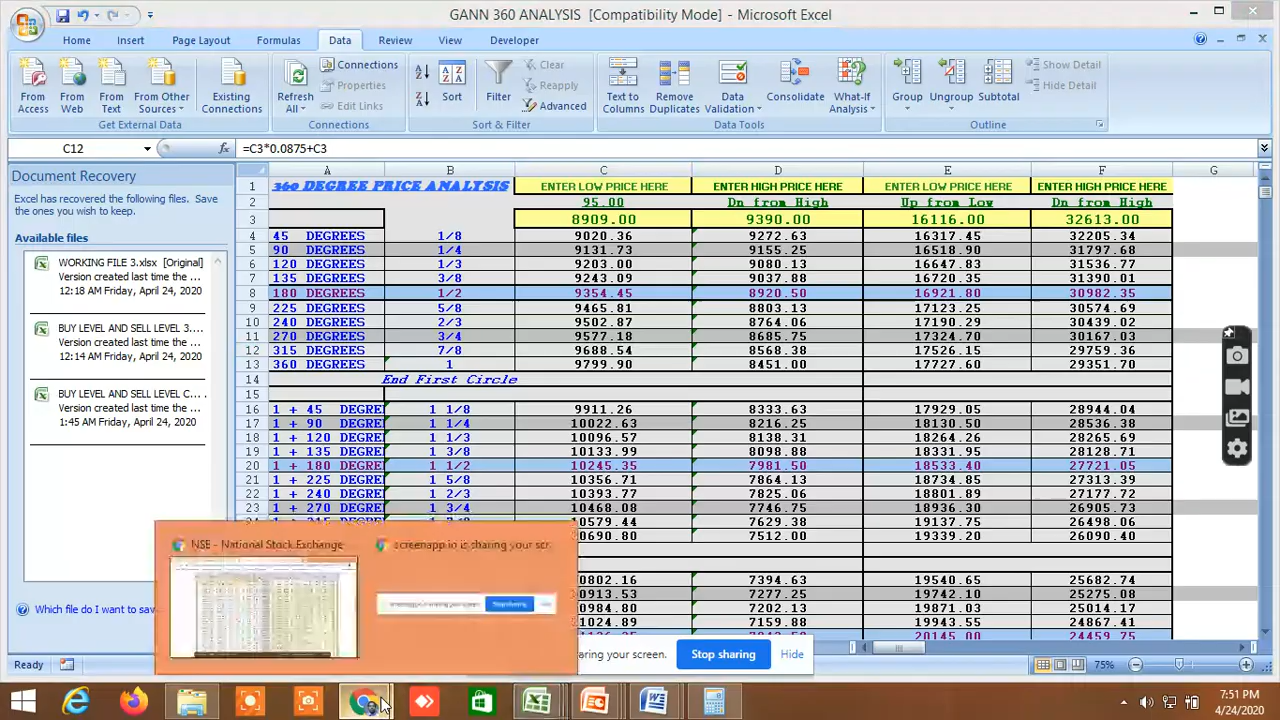 GANN 360 ANALYSIS [Compatibility Mode] - Microsoft Excel
Home Insert Page Layout Formulas Data Review View Developer
From Access
From Web
From Text
From Other Sources
Existing Connections
Get External Data
Refresh All
Connections
Properties
Edit Links
Connections
Sort
Filter
Clear
Reapply
Advanced
Sort & Filter
Text to Columns
Remove Duplicates
Data Validation
Consolidate
What-If Analysis
Data Tools
Group
Ungroup
Subtotal
Show Detail
Hide Detail
Outline
C12 fx =C3*0.0875+C3
Document Recovery
Excel has recovered the following files. Save the ones you wish to keep.
Available files
WORKING FILE 3.xlsx [Original]
Version created last time the ...
12:18 AM Friday, April 24, 2020
BUY LEVEL AND SELL LEVEL 3....
Version created last time the ...
12:14 AM Friday, April 24, 2020
BUY LEVEL AND SELL LEVEL C....
Version created last time the ...
1:45 AM Friday, April 24, 2020
Which file do I want to sav
A B C D E F G
1 360 DEGREE PRICE ANALYSIS ENTER LOW PRICE HERE ENTER HIGH PRICE HERE ENTER LOW PRICE HERE ENTER HIGH PRICE HERE
2 95.00 Dn from High Up from Low Dn from High
3 8909.00 9390.00 16116.00 32613.00
4 45 DEGREES 1/8 9020.36 9272.63 16317.45 32205.34
5 90 DEGREES 1/4 9131.73 9155.25 16518.90 31797.68
6 120 DEGREES 1/3 9203.00 9080.13 16647.83 31536.77
7 135 DEGREES 3/8 9243.09 9037.88 16720.35 31390.01
8 180 DEGREES 1/2 9354.45 8920.50 16921.80 30982.35
9 225 DEGREES 5/8 9465.81 8803.13 17123.25 30574.69
10 240 DEGREES 2/3 9502.87 8764.06 17190.29 30439.02
11 270 DEGREES 3/4 9577.18 8685.75 17324.70 30167.03
12 315 DEGREES 7/8 9688.54 8568.38 17526.15 29759.36
13 360 DEGREES 1 9799.90 8451.00 17727.60 29351.70
14 End First Circle
15
16 1 + 45 DEGRE 1 1/8 9911.26 8333.63 17929.05 28944.04
17 1 + 90 DEGRE 1 1/4 10022.63 8216.25 18130.50 28536.38
18 1 + 120 DEGRE 1 1/3 10096.57 8138.31 18264.26 28265.69
19 1 + 135 DEGRE 1 3/8 10133.99 8098.88 18331.95 28128.71
20 1 + 180 DEGRE 1 1/2 10245.35 7981.50 18533.40 27721.05
21 1 + 225 DEGRE 1 5/8 10356.71 7864.13 18734.85 27313.39
22 1 + 240 DEGRE 1 2/3 10393.77 7825.06 18801.89 27177.72
23 1 + 270 DEGRE 1 3/4 10468.08 7746.75 18936.30 26905.73
10579.44 7629.38 19137.75 26498.06
10690.80 7512.00 19339.20 26090.40
10802.16 7394.63 19540.65 25682.74
10913.53 7277.25 19742.10 25275.08
10984.80 7202.13 19871.03 25014.17
11024.89 7159.88 19943.55 24867.41
20145.00 24459.75
NSE - National Stock Exchange
screenapp.io is sharing your scr
Stop sharing
aring your screen. Stop sharing Hide
Ready 75%
7:51 PM
4/24/2020